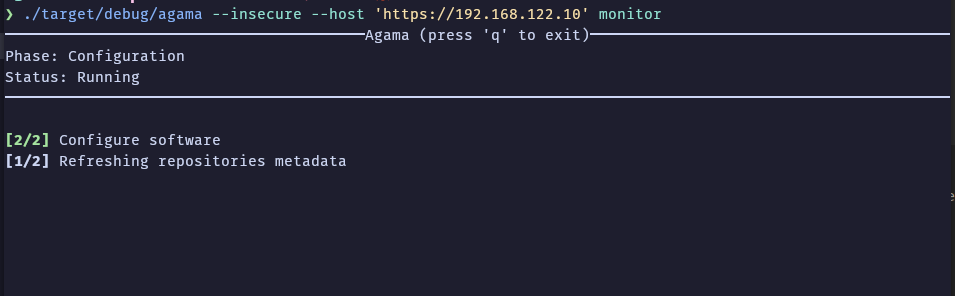 ❯ ./target/debug/agama --insecure --host 'https://192.168.122.10' monitor
Agama (press 'q' to exit)
Phase: Configuration
Status: Running
[2/2] Configure software
[1/2] Refreshing repositories metadata